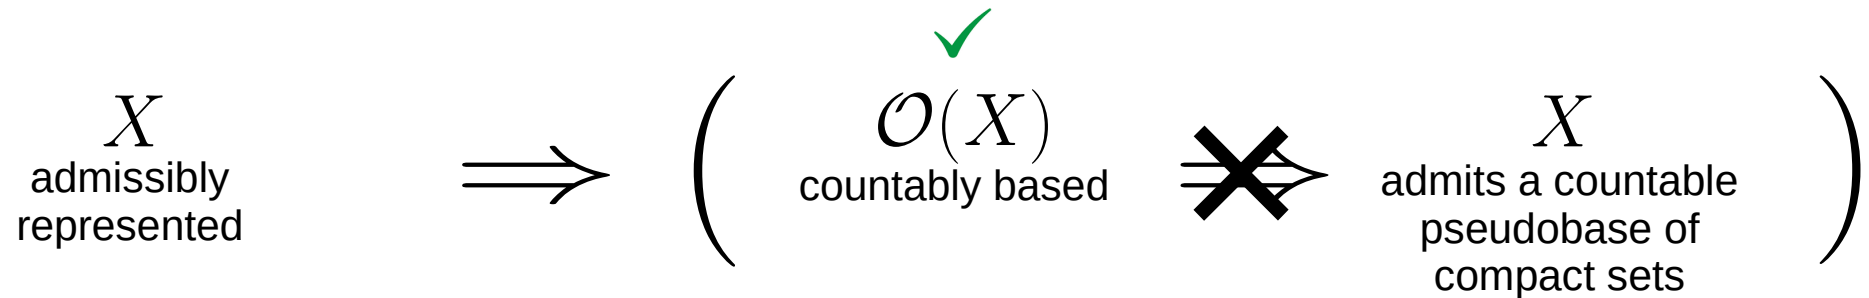 X
admissibly
represented
⟹
(
✓
𝒪(X)
countably based
⟹
X
admits a countable
pseudobase of
compact sets
)